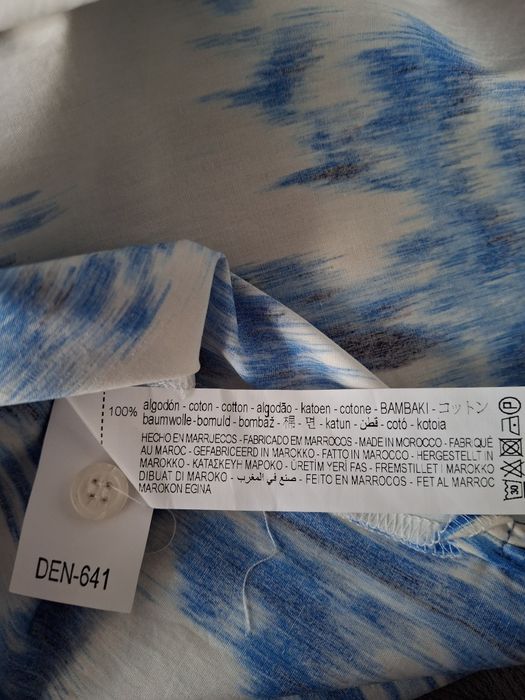 100% algodón - coton - cotton - algodão - katoen - cotone - BAMBAKI - コットン
baumwolle-bomuld - bombaž - 棉 - 면 - katun - قطن - cotó - kotoia
HECHO EN MARRUECOS - FABRICADO EM MARROCOS - MADE IN MOROCCO - FABRIQUÉ
AU MAROC - GEFABRICEERD IN MAROKKO - FATTO IN MAROCCO - HERGESTELLT IN
MAROKKO - ΚΑΤΑΣΚΕΥΗ ΜΑΡΟΚΟ - ÜRETİM YERİ FAS - FREMSTILLET I MAROKKO
DIBUAT DI MAROKO - صنع في المغرب - FEITO EN MARROCOS - FET AL MARROC
MAROKON EGINA
30
DEN-641